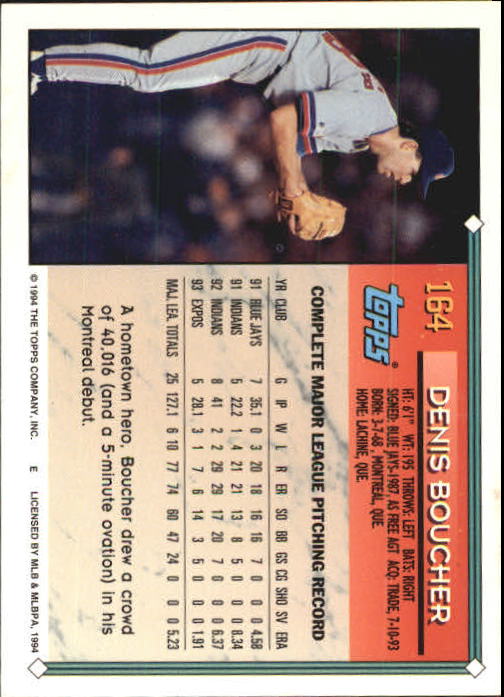 164
DENIS BOUCHER
topps®
HT: 6'1" WT: 195 THROWS: LEFT BATS: RIGHT
SIGNED: BLUE JAYS-1987, AS FREE AGT ACQ: TRADE, 7-10-93
BORN: 3-7-68, MONTREAL, QUE.
HOME: LACHINE, QUE.
COMPLETE MAJOR LEAGUE PITCHING RECORD
YR CLUB G IP W L R ER SO BB GS CG SHO SV ERA
91 BLUE JAYS 7 35.1 0 3 20 18 16 16 7 0 0 0 4.58
91 INDIANS 5 22.2 1 4 21 21 13 8 5 0 0 0 8.34
92 INDIANS 8 41 2 2 29 29 17 20 7 0 0 0 6.37
93 EXPOS 5 28.1 3 1 7 6 14 3 5 0 0 0 1.91
MAJ. LEA. TOTALS 25 127.1 6 10 77 74 60 47 24 0 0 0 5.23
A hometown hero, Boucher drew a crowd
of 40,016 (and a 5-minute ovation) in his
Montreal debut.
© 1994 THE TOPPS COMPANY, INC. E LICENSED BY MLB & MLBPA, 1994